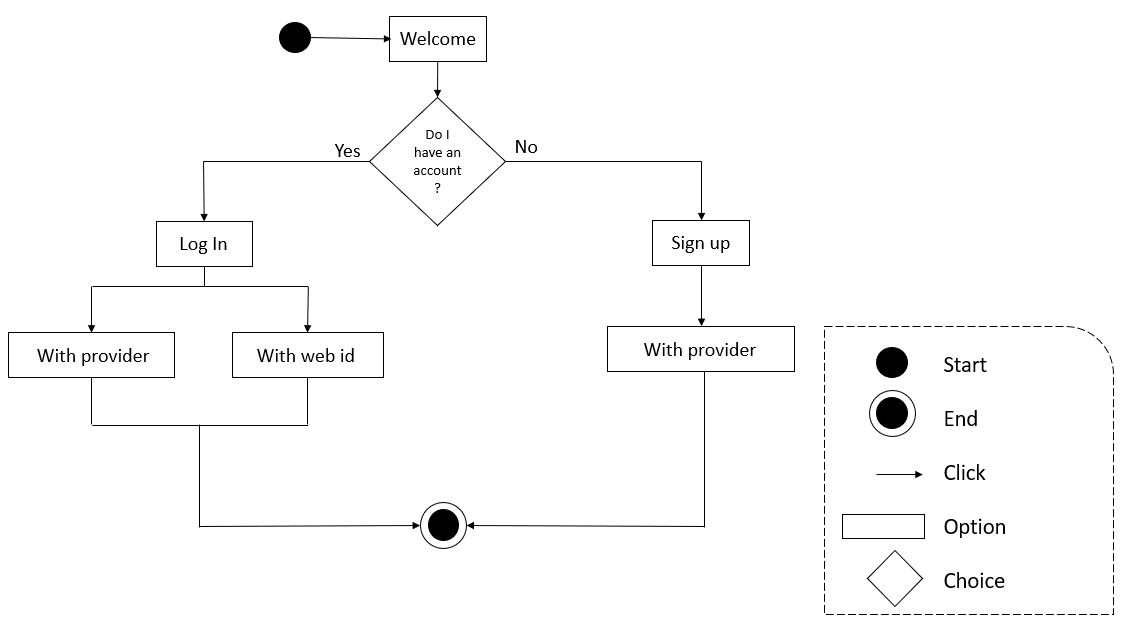 Welcome
Do I
have an
account
?
Yes
No
Log In
Sign up
With provider
With web id
With provider
Start
End
Click
Option
Choice